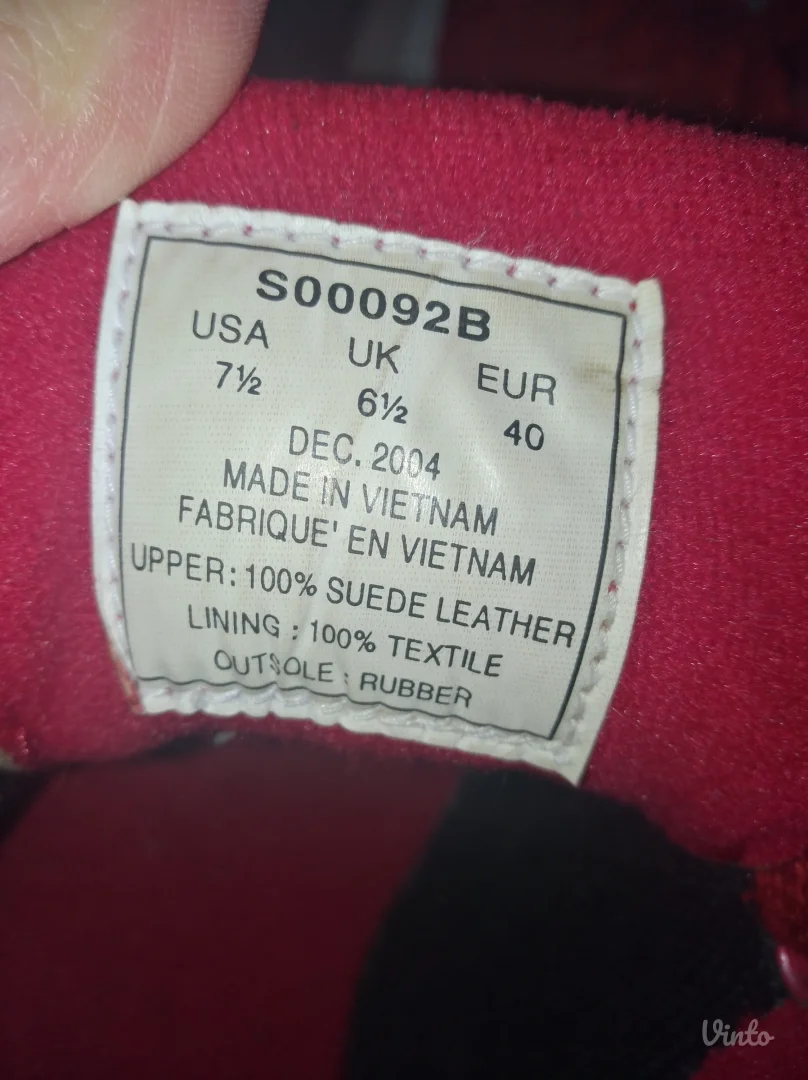 S00092B
USA UK EUR
7½ 6½ 40
DEC. 2004
MADE IN VIETNAM
FABRIQUE' EN VIETNAM
UPPER: 100% SUEDE LEATHER
LINING : 100% TEXTILE
OUTSOLE : RUBBER
Vinto